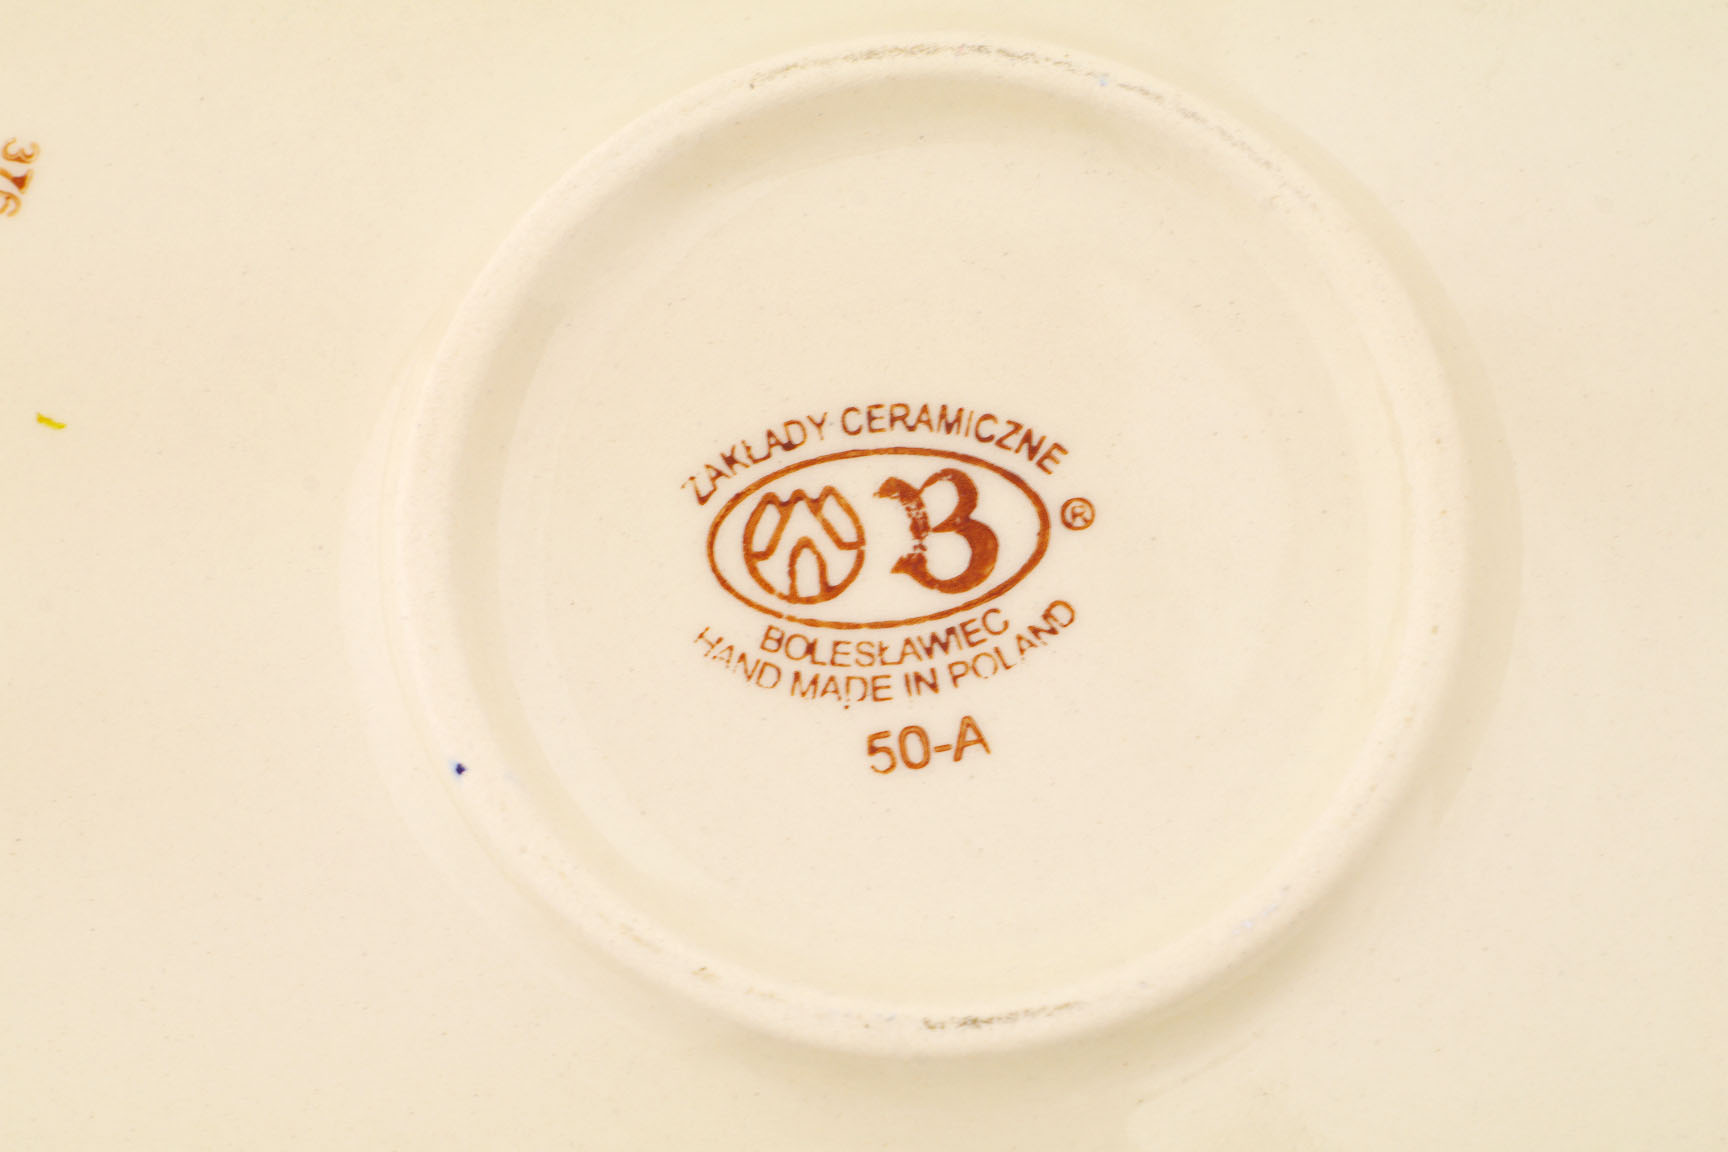 ZAKŁADY CERAMICZNE
B ®
BOLESŁAWIEC
HAND MADE IN POLAND
50-A
376